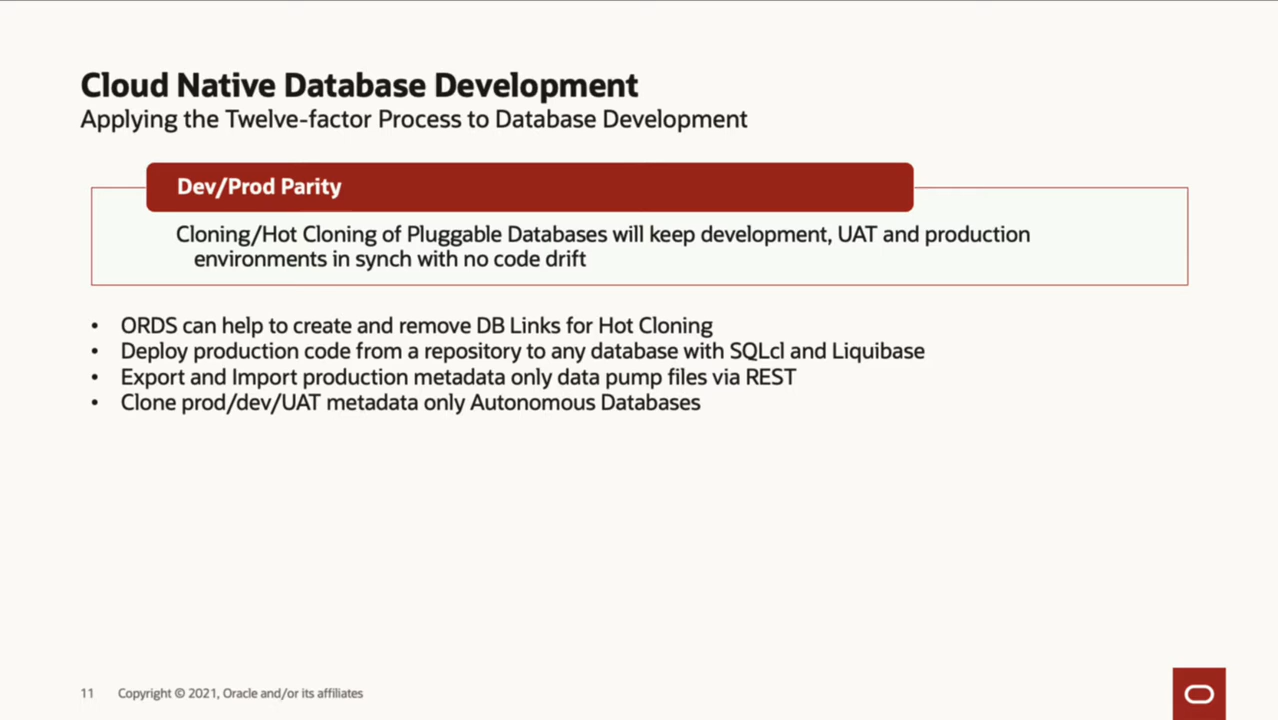 Cloud Native Database Development
Applying the Twelve-factor Process to Database Development
Dev/Prod Parity
Cloning/Hot Cloning of Pluggable Databases will keep development, UAT and production
environments in synch with no code drift
• ORDS can help to create and remove DB Links for Hot Cloning
• Deploy production code from a repository to any database with SQLcl and Liquibase
• Export and Import production metadata only data pump files via REST
• Clone prod/dev/UAT metadata only Autonomous Databases
11 Copyright © 2021, Oracle and/or its affiliates